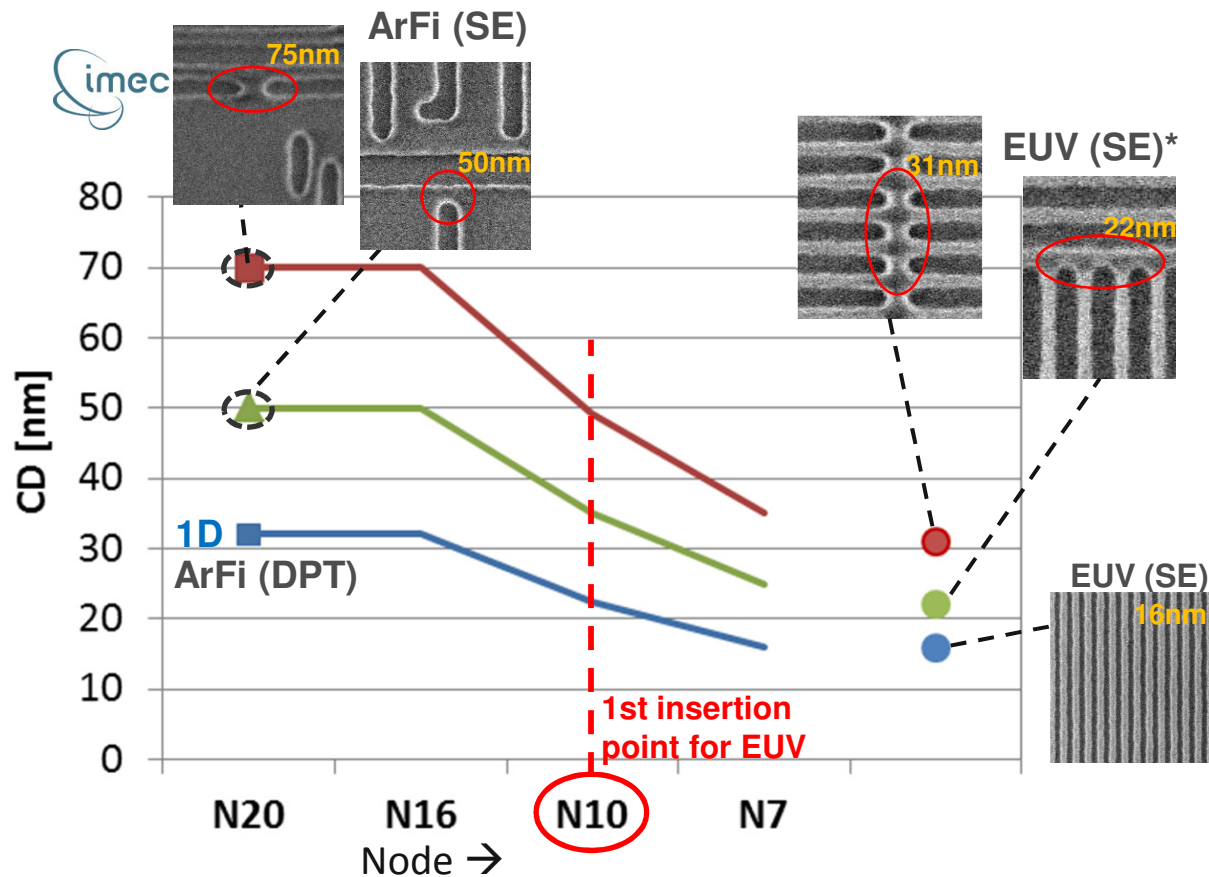 imec
ArFi (SE)
75nm
50nm
31nm
EUV (SE)*
22nm
80
70
60
50
40
30
20
10
0
CD [nm]
1D
ArFi (DPT)
EUV (SE)
16nm
1st insertion
point for EUV
N20
N16
N10
N7
Node →